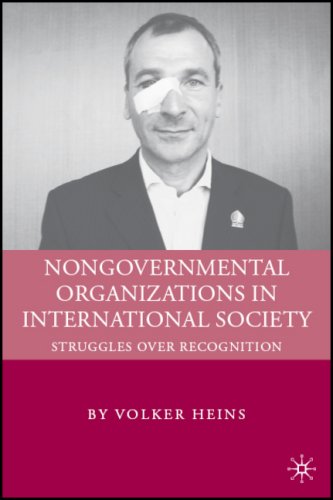 NONGOVERNMENTAL
ORGANIZATIONS IN
INTERNATIONAL SOCIETY
STRUGGLES OVER RECOGNITION
BY VOLKER HEINS